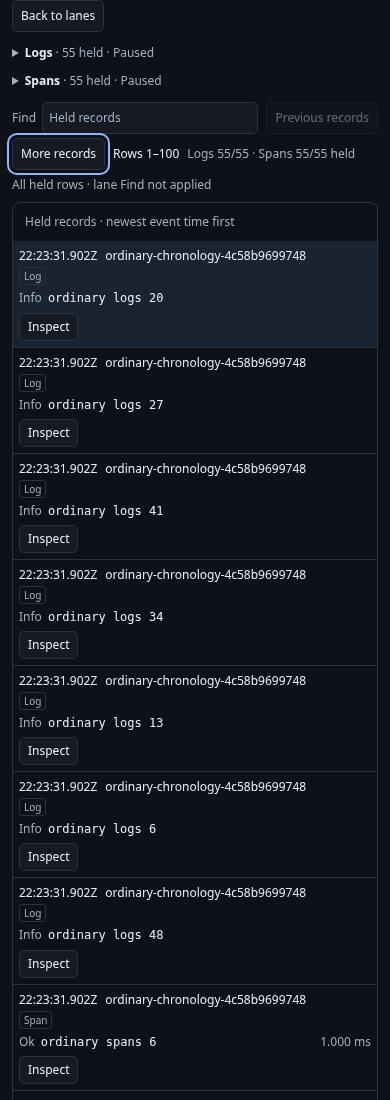 Back to lanes
▶ Logs · 55 held · Paused
▶ Spans · 55 held · Paused
Find Held records Previous records
More records Rows 1–100 Logs 55/55 · Spans 55/55 held
All held rows · lane Find not applied
Held records · newest event time first
22:23:31.902Z ordinary-chronology-4c58b9699748
Log
Info ordinary logs 20
Inspect
22:23:31.902Z ordinary-chronology-4c58b9699748
Log
Info ordinary logs 27
Inspect
22:23:31.902Z ordinary-chronology-4c58b9699748
Log
Info ordinary logs 41
Inspect
22:23:31.902Z ordinary-chronology-4c58b9699748
Log
Info ordinary logs 34
Inspect
22:23:31.902Z ordinary-chronology-4c58b9699748
Log
Info ordinary logs 13
Inspect
22:23:31.902Z ordinary-chronology-4c58b9699748
Log
Info ordinary logs 6
Inspect
22:23:31.902Z ordinary-chronology-4c58b9699748
Log
Info ordinary logs 48
Inspect
22:23:31.902Z ordinary-chronology-4c58b9699748
Span
Ok ordinary spans 6 1.000 ms
Inspect